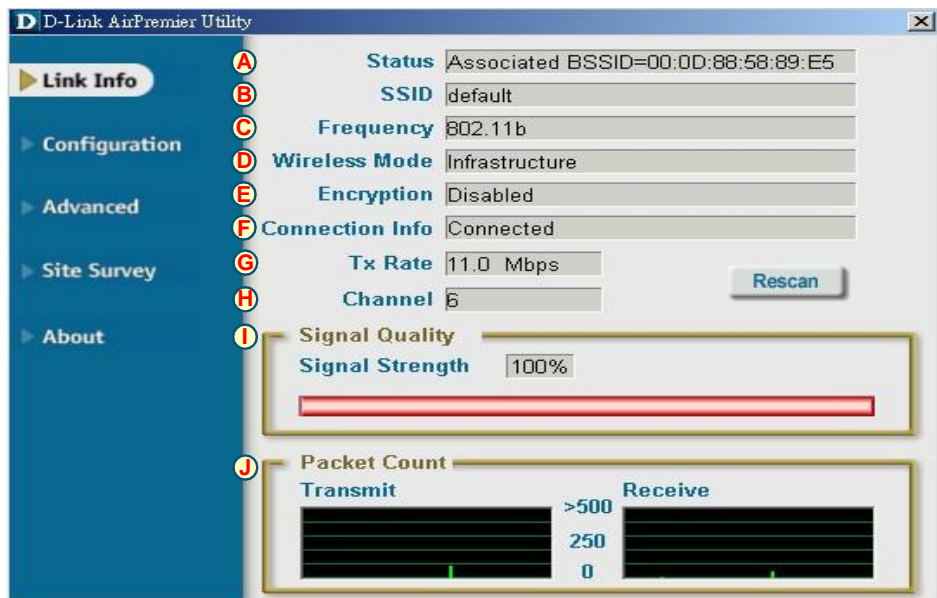 D D-Link AirPremier Utility
Link Info
Configuration
Advanced
Site Survey
About
A Status Associated BSSID=00:0D:88:58:89:E5
B SSID default
C Frequency 802.11b
D Wireless Mode Infrastructure
E Encryption Disabled
F Connection Info Connected
G Tx Rate 11.0 Mbps
Rescan
H Channel 6
I Signal Quality
Signal Strength 100%
J Packet Count
Transmit Receive
>500
250
0